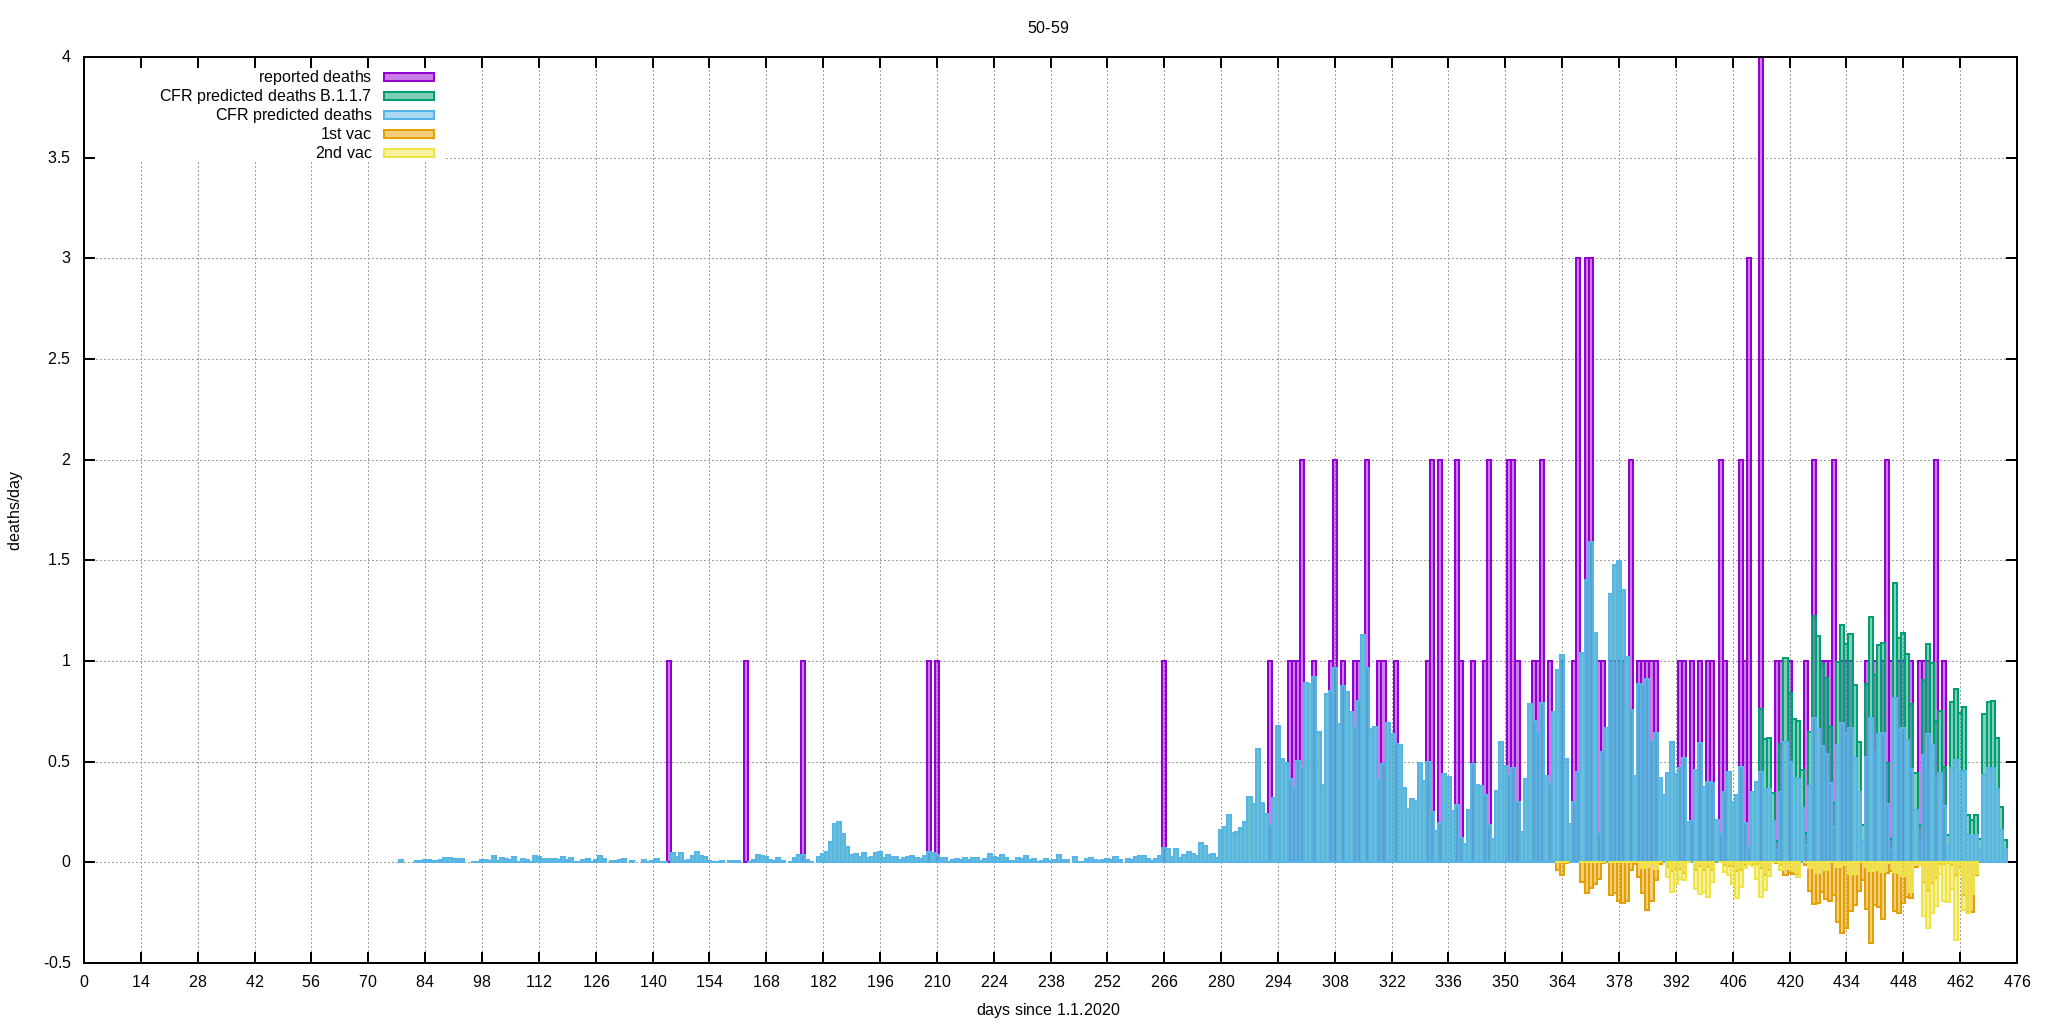 50-59
reported deaths
CFR predicted deaths B.1.1.7
CFR predicted deaths
1st vac
2nd vac
4
3.5
3
2.5
2
1.5
1
0.5
0
-0.5
deaths/day
0 14 28 42 56 70 84 98 112 126 140 154 168 182 196 210 224 238 252 266 280 294 308 322 336 350 364 378 392 406 420 434 448 462 476
days since 1.1.2020